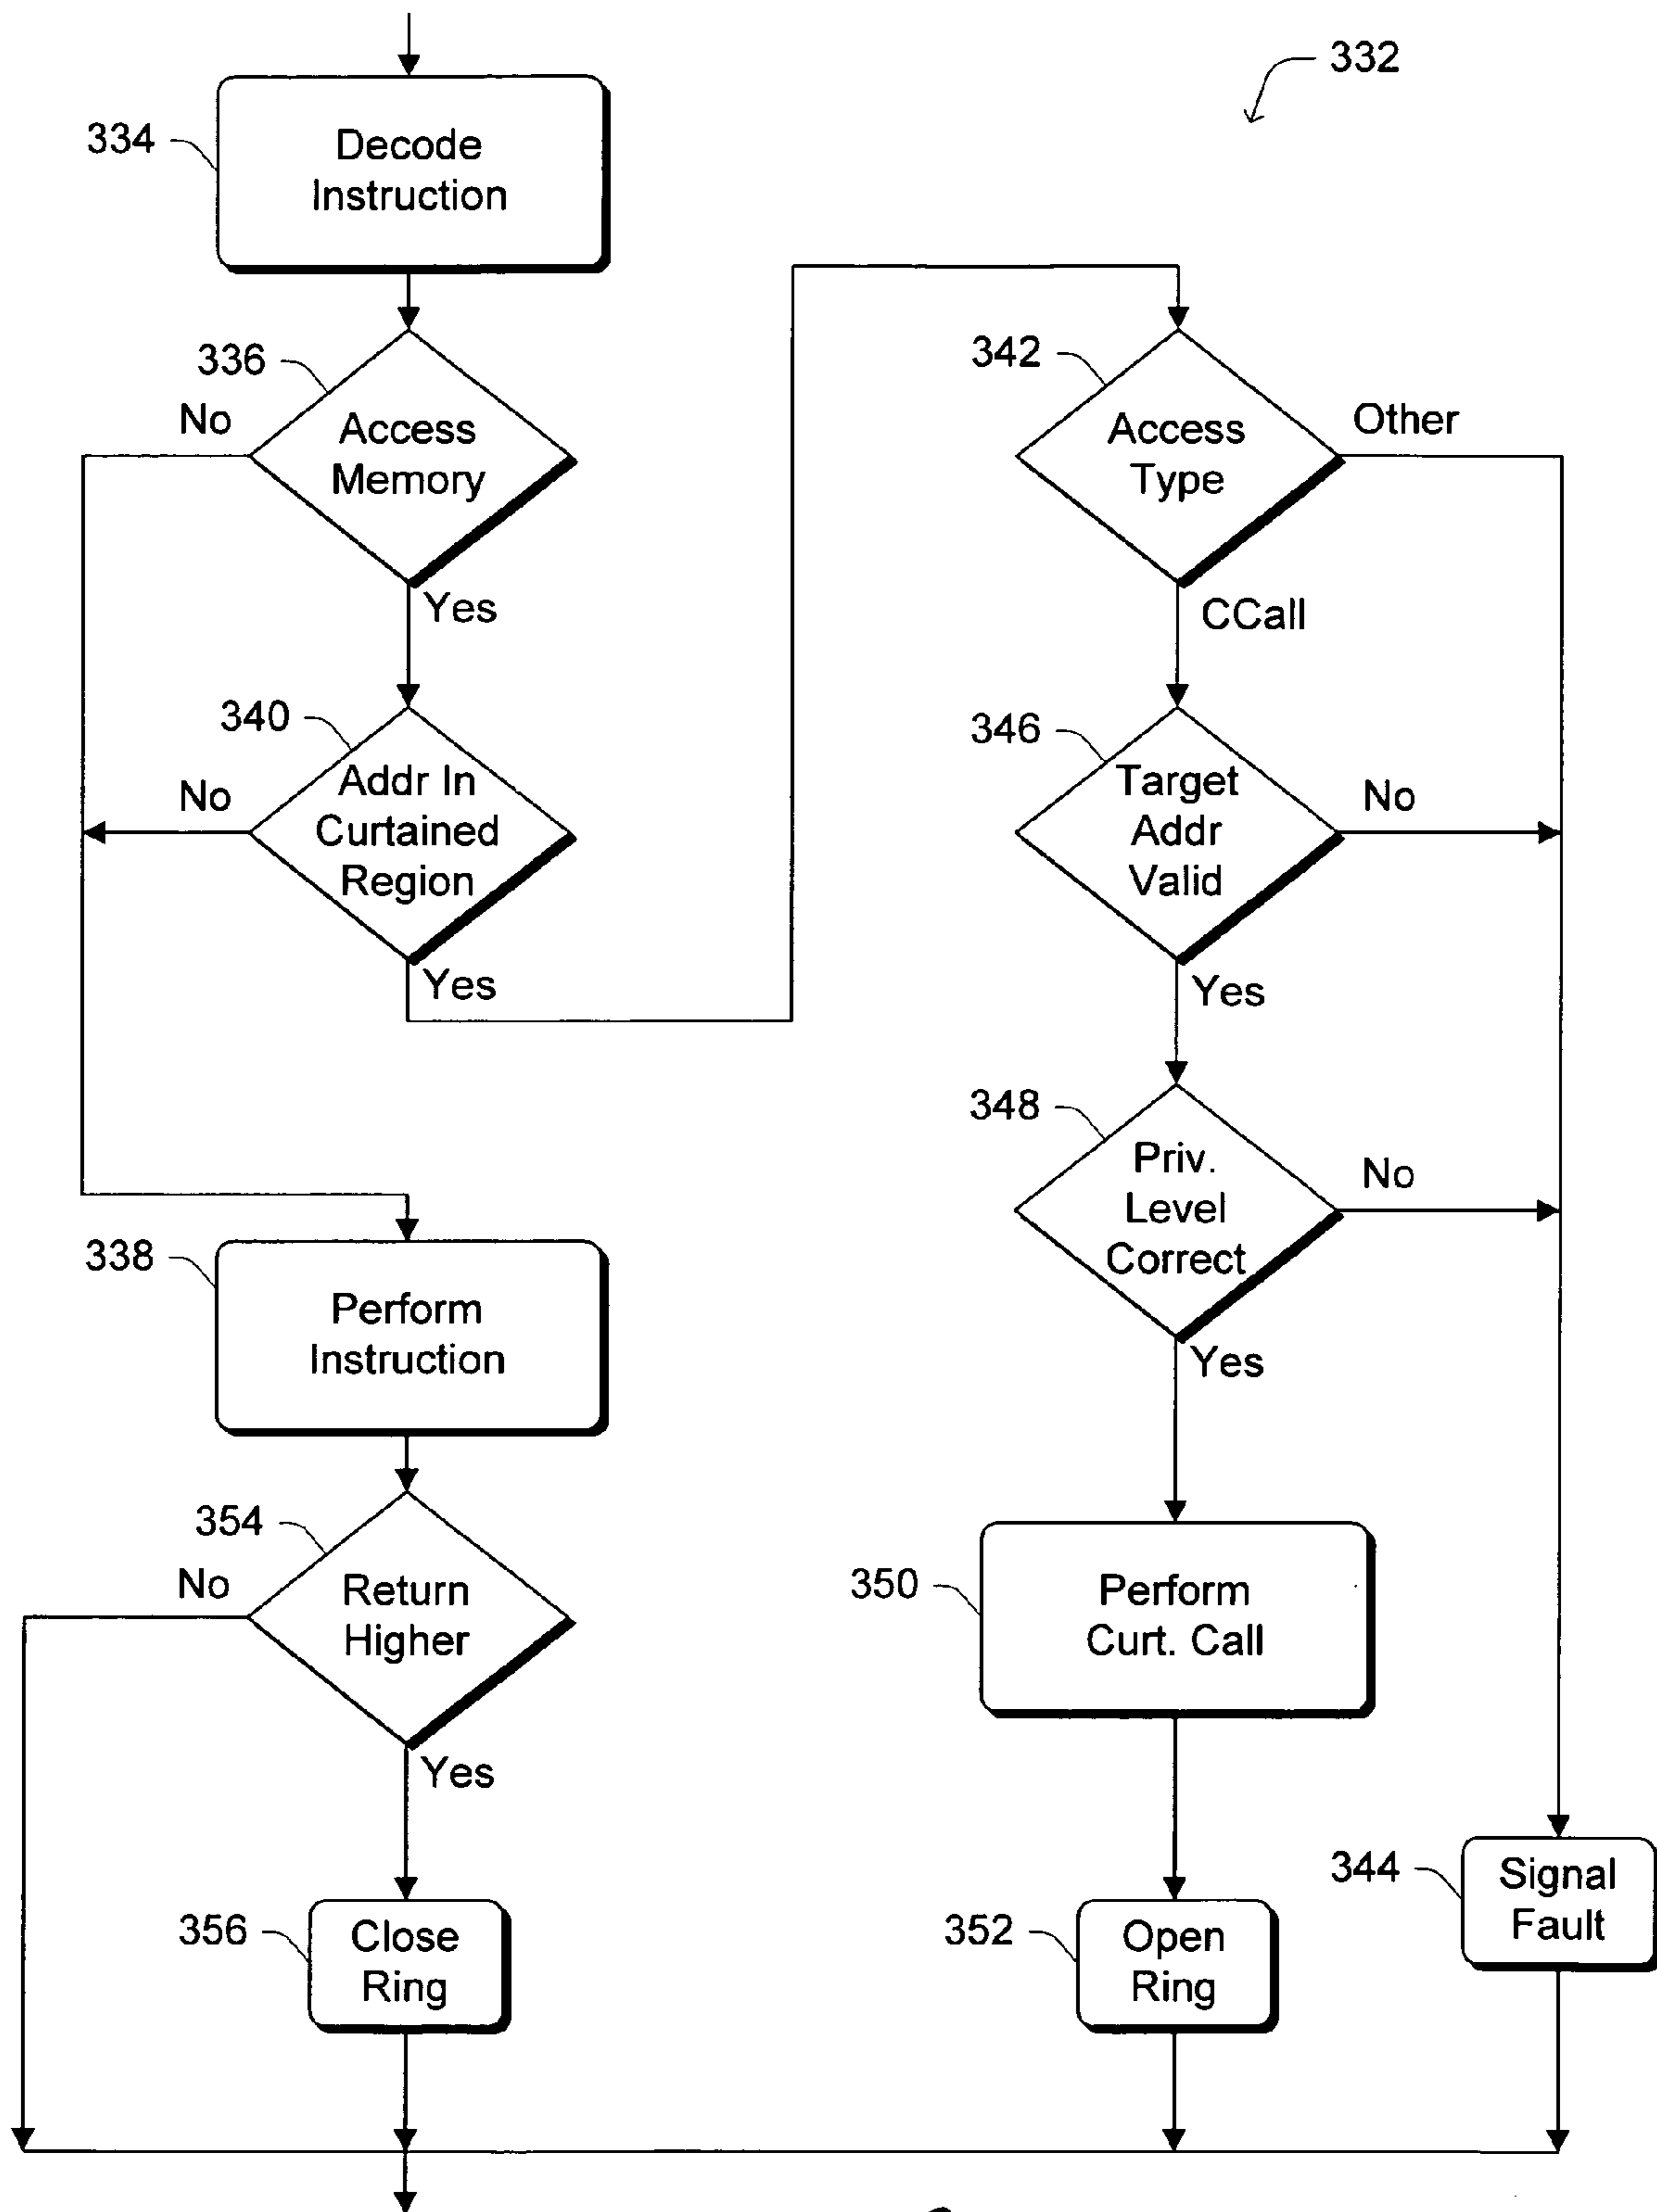 332
334
Decode
Instruction
336
No
Access
Memory
Yes
340
No
Addr In
Curtained
Region
Yes
342
Other
Access
Type
CCall
346
Target
Addr
Valid
No
Yes
348
Priv.
Level
Correct
No
Yes
338
Perform
Instruction
354
No
Return
Higher
Yes
350
Perform
Curt. Call
344
Signal
Fault
356
Close
Ring
352
Open
Ring